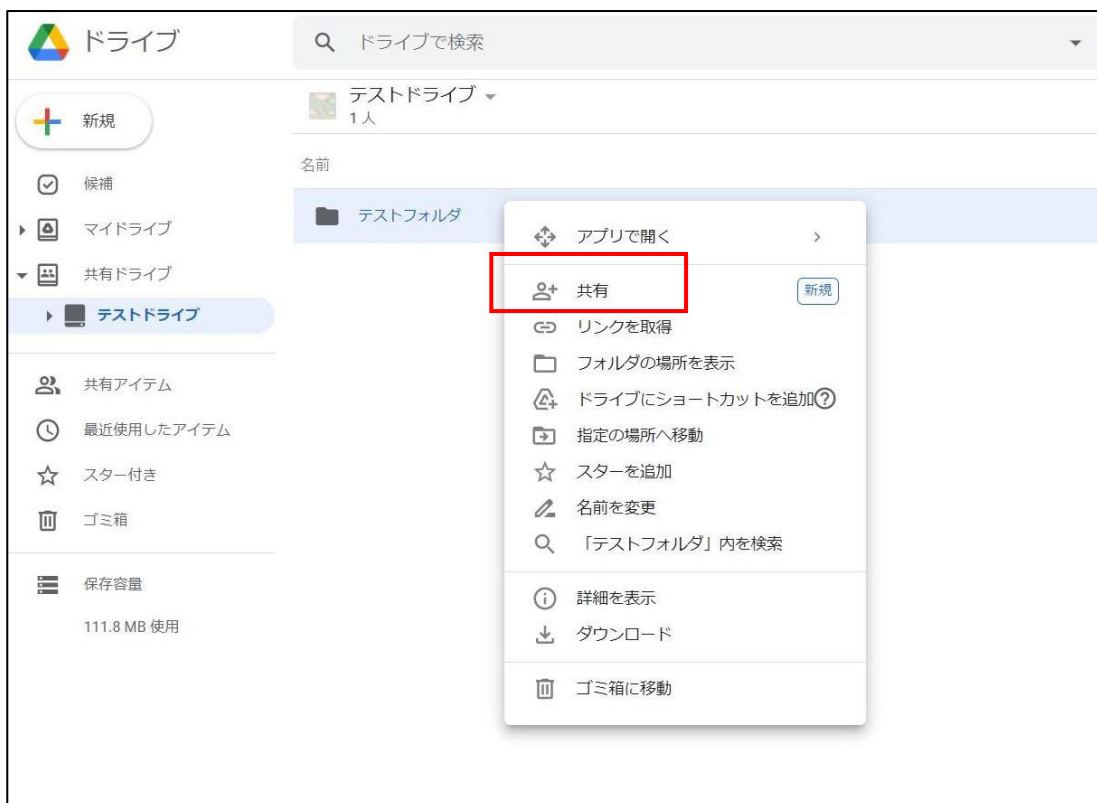 ドライブ
ドライブで検索
新規
候補
マイドライブ
共有ドライブ
テストドライブ
共有アイテム
最近使用したアイテム
スター付き
ゴミ箱
保存容量
111.8 MB 使用
テストドライブ
1 人
名前
テストフォルダ
アプリで開く
共有 新規
リンクを取得
フォルダの場所を表示
ドライブにショートカットを追加
指定の場所へ移動
スターを追加
名前を変更
「テストフォルダ」内を検索
詳細を表示
ダウンロード
ゴミ箱に移動